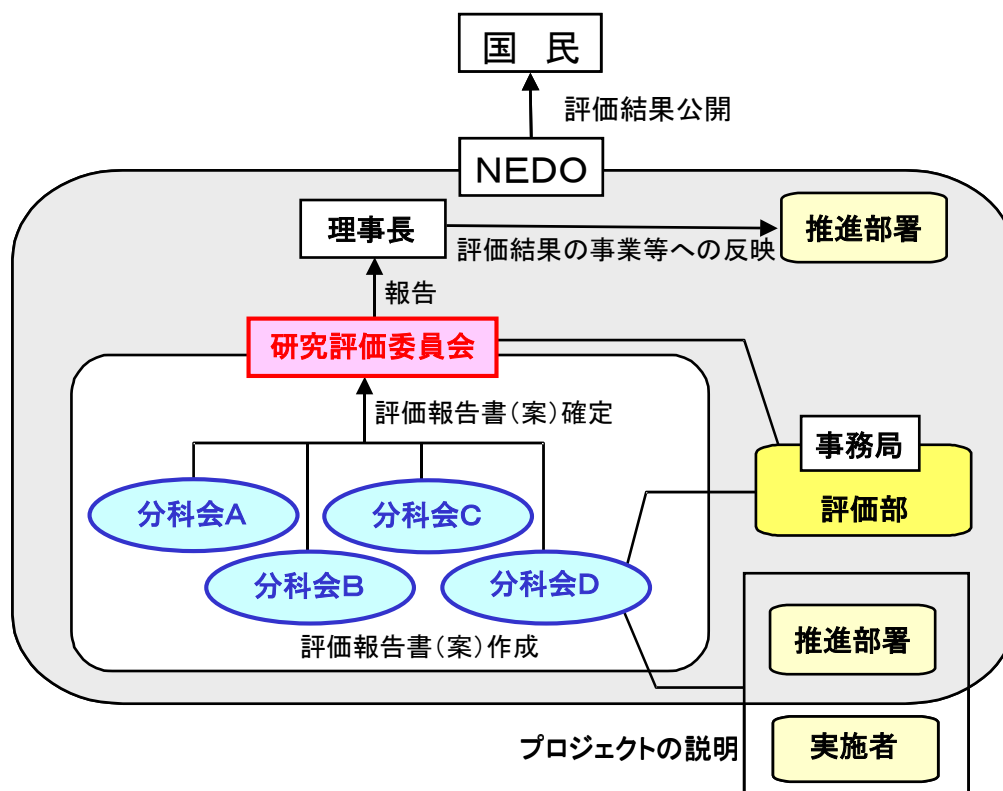 国 民
評価結果公開
NEDO
理事長
評価結果の事業等への反映
推進部署
報告
研究評価委員会
評価報告書(案)確定
事務局
評価部
分科会A
分科会C
分科会B
分科会D
評価報告書(案)作成
推進部署
プロジェクトの説明
実施者